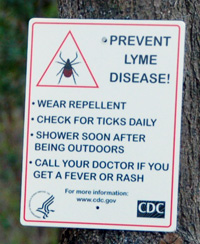 • PREVENT
LYME
DISEASE!
• WEAR REPELLENT
• CHECK FOR TICKS DAILY
• SHOWER SOON AFTER
BEING OUTDOORS
• CALL YOUR DOCTOR IF YOU
GET A FEVER OR RASH
For more information:
www.cdc.gov
CDC